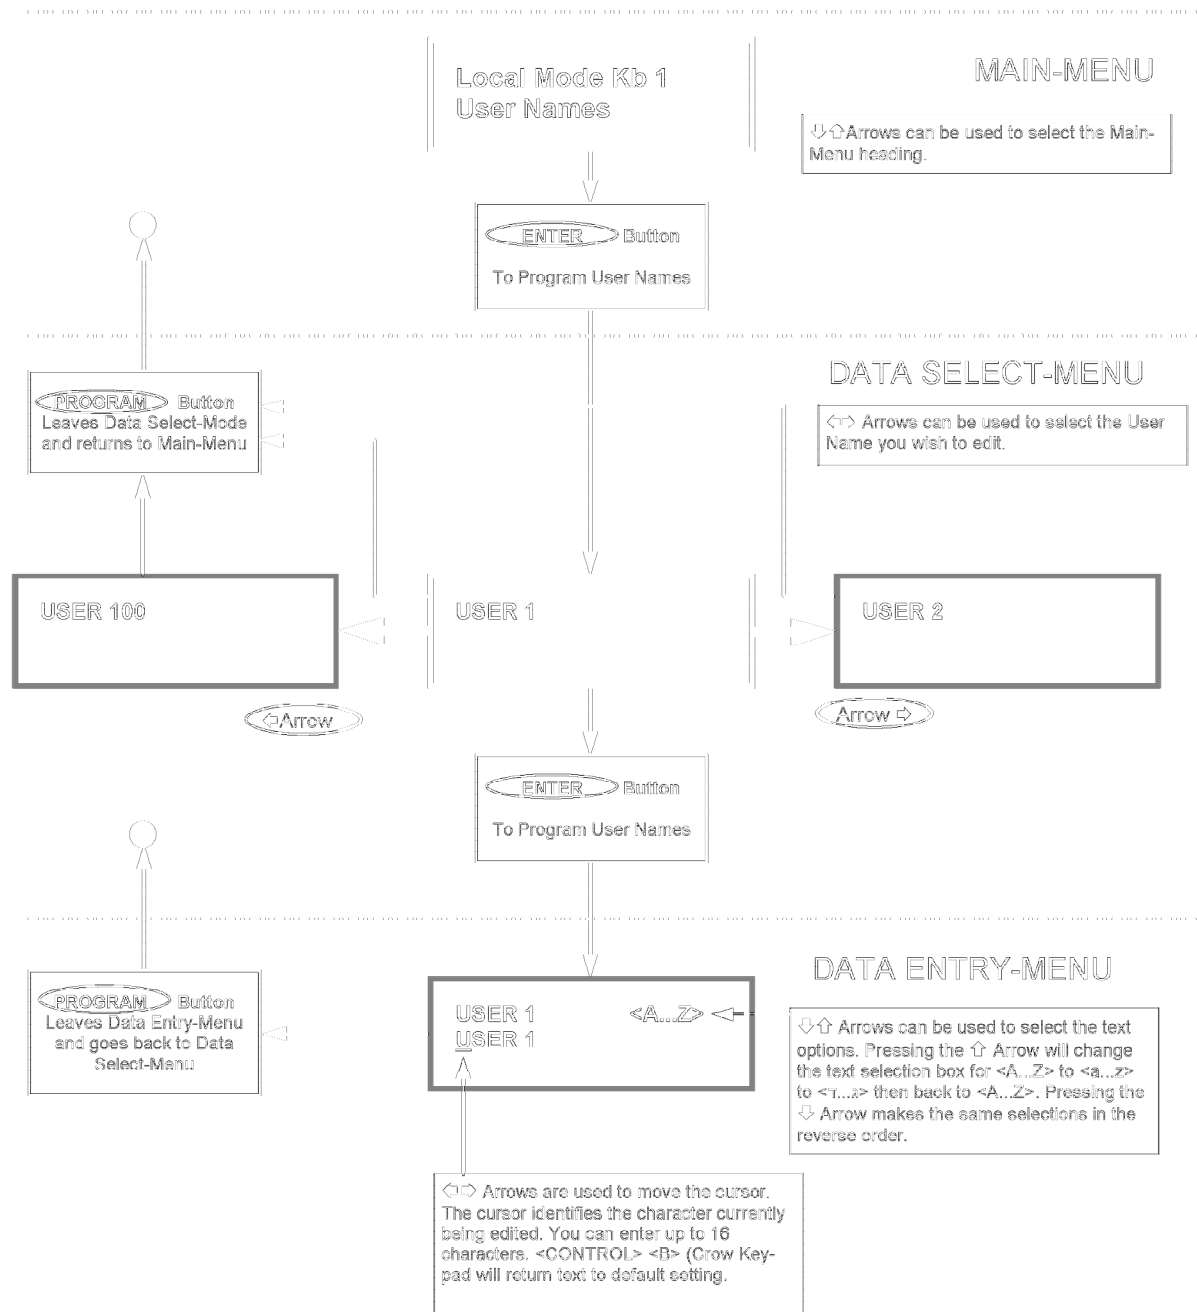 Local Mode Kb 1
User Names
MAIN-MENU
⇩⇧Arrows can be used to select the Main-
Menu heading.
ENTER Button
To Program User Names
DATA SELECT-MENU
PROGRAM Button
Leaves Data Select-Mode
and returns to Main-Menu
⇦⇨ Arrows can be used to select the User
Name you wish to edit.
USER 100
USER 1
USER 2
⇦Arrow
Arrow ⇨
ENTER Button
To Program User Names
DATA ENTRY-MENU
PROGRAM Button
Leaves Data Entry-Menu
and goes back to Data
Select-Menu
USER 1 <A...Z>
USER 1
⇩⇧ Arrows can be used to select the text
options. Pressing the ⇧ Arrow will change
the text selection box for <A...Z> to <a...z>
to then back to <A...Z>. Pressing the
⇩ Arrow makes the same selections in the
reverse order.
⇦⇨ Arrows are used to move the cursor.
The cursor identifies the character currently
being edited. You can enter up to 16
characters. <CONTROL> <B> (Crow Key-
pad will return text to default setting.